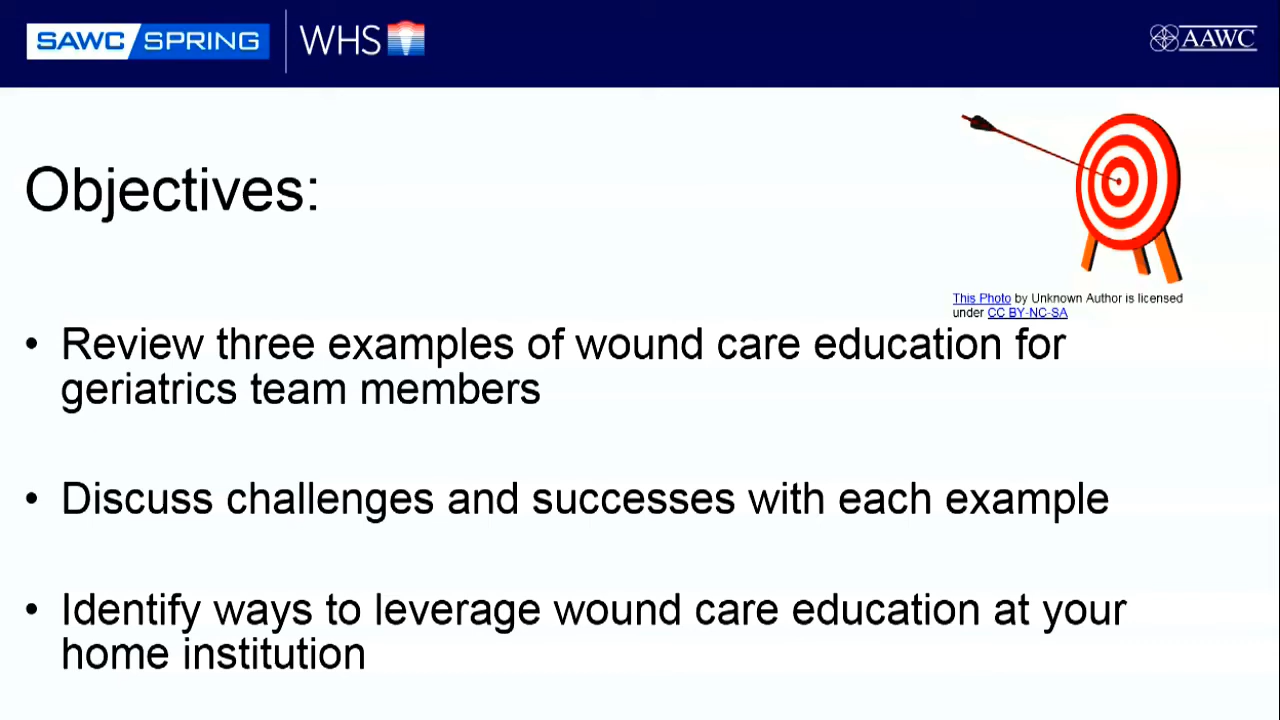 SAWC SPRING WHS AAWC
This Photo by Unknown Author is licensed
under CC BY-NC-SA
Objectives:
• Review three examples of wound care education for
geriatrics team members
• Discuss challenges and successes with each example
• Identify ways to leverage wound care education at your
home institution